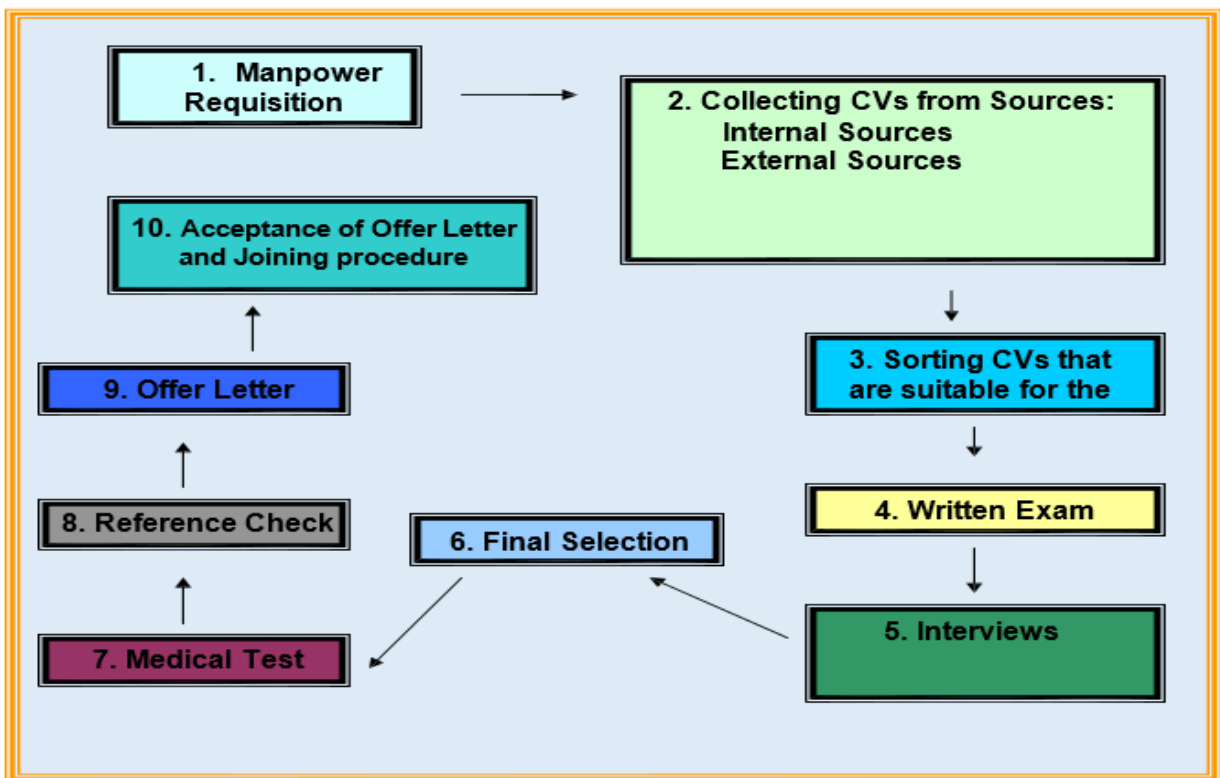 1. Manpower
Requisition
2. Collecting CVs from Sources:
Internal Sources
External Sources
3. Sorting CVs that
are suitable for the
4. Written Exam
5. Interviews
6. Final Selection
7. Medical Test
8. Reference Check
9. Offer Letter
10. Acceptance of Offer Letter
and Joining procedure